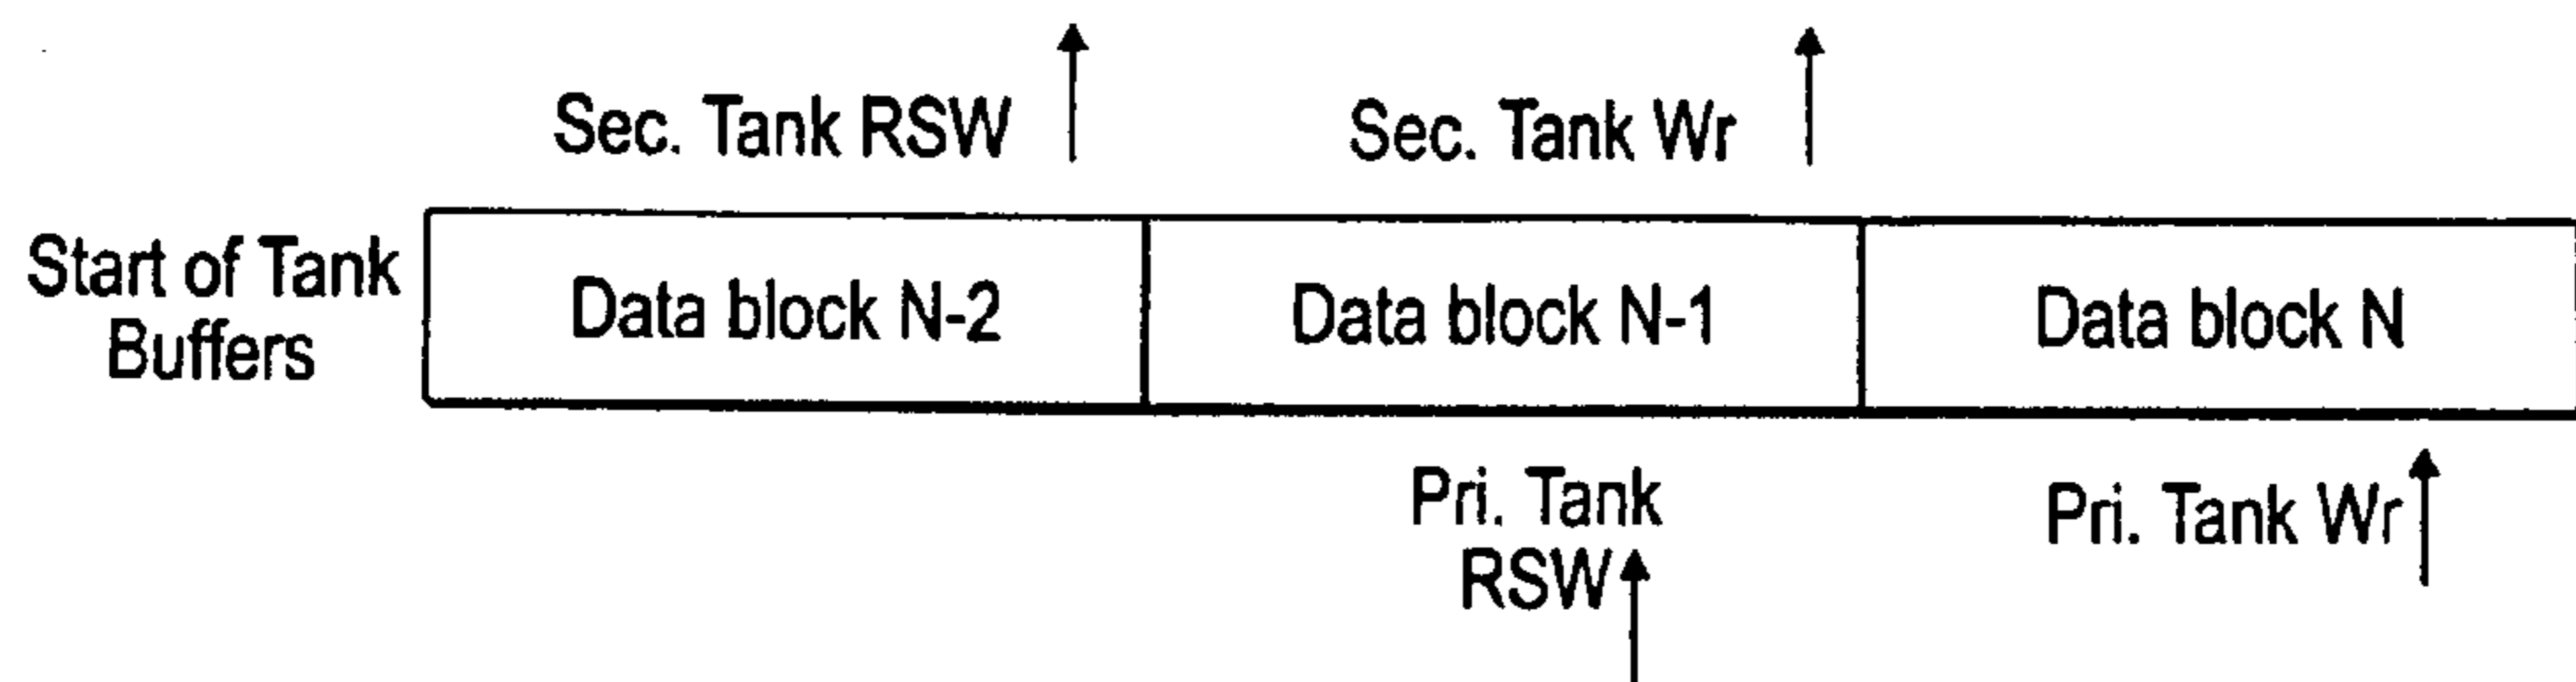 Sec. Tank RSW
Sec. Tank Wr
Start of Tank
Buffers
Data block N-2
Data block N-1
Data block N
Pri. Tank
RSW
Pri. Tank Wr